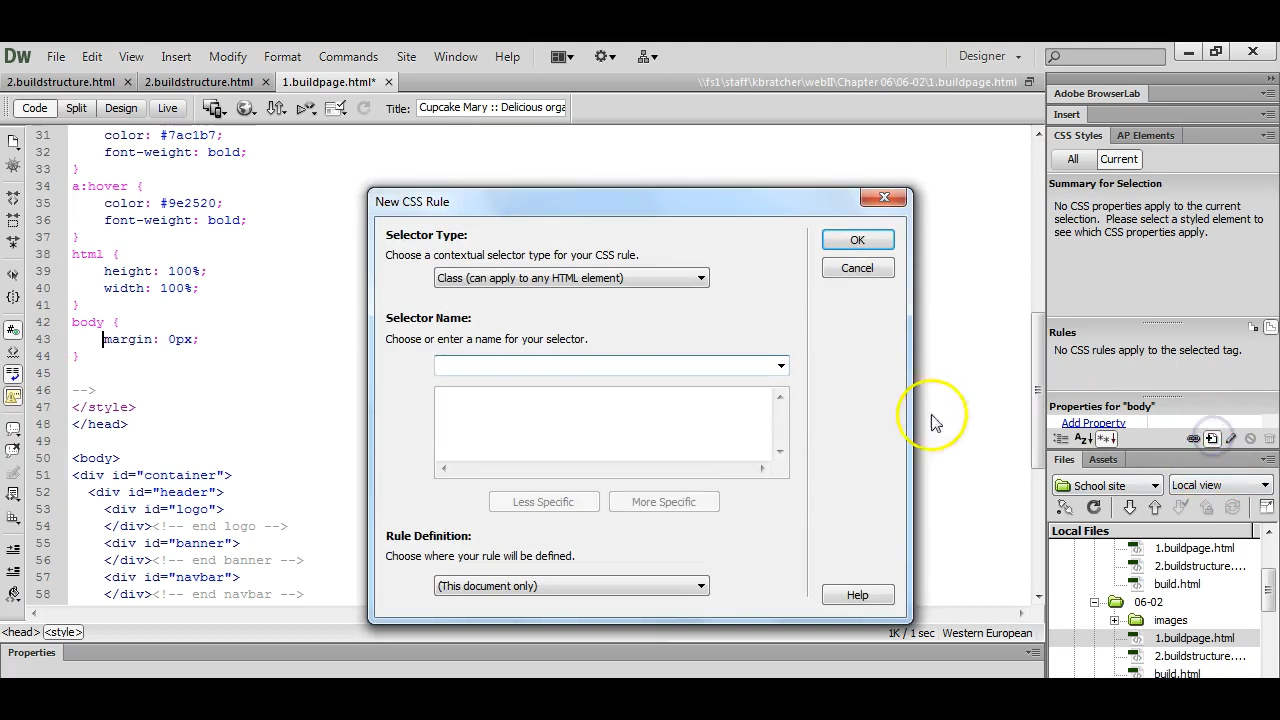 Dw File Edit View Insert Modify Format Commands Site Window Help Designer
2.buildstructure.html 2.buildstructure.html 1.buildpage.html* \\fs1\staff\kbratcher\webII\Chapter 06\06-02\1.buildpage.html
Code Split Design Live Title: Cupcake Mary :: Delicious orga
31 color: #7ac1b7;
32 font-weight: bold;
33 }
34 a:hover {
35 color: #9e2520;
36 font-weight: bold;
37 }
38 html {
39 height: 100%;
40 width: 100%;
41 }
42 body {
43 margin: 0px;
44 }
45
46 -->
47 </style>
48 </head>
49
50 <body>
51 <div id="container">
52 <div id="header">
53 <div id="logo">
54 </div><!-- end logo -->
55 <div id="banner">
56 </div><!-- end banner -->
57 <div id="navbar">
58 </div><!-- end navbar -->
<head> <style> 1K / 1 sec Western European
Properties
New CSS Rule
Selector Type:
Choose a contextual selector type for your CSS rule.
Class (can apply to any HTML element)
Selector Name:
Choose or enter a name for your selector.
Less Specific More Specific
Rule Definition:
Choose where your rule will be defined.
(This document only)
OK
Cancel
Help
Adobe BrowserLab
Insert
CSS Styles AP Elements
All Current
Summary for Selection
No CSS properties apply to the current
selection. Please select a styled element to
see which CSS properties apply.
Rules
No CSS rules apply to the selected tag.
Properties for "body"
Add Property
Files Assets
School site Local view
Local Files
1.buildpage.html
2.buildstructure....
build.html
06-02
images
1.buildpage.html
2.buildstructure....
build.html